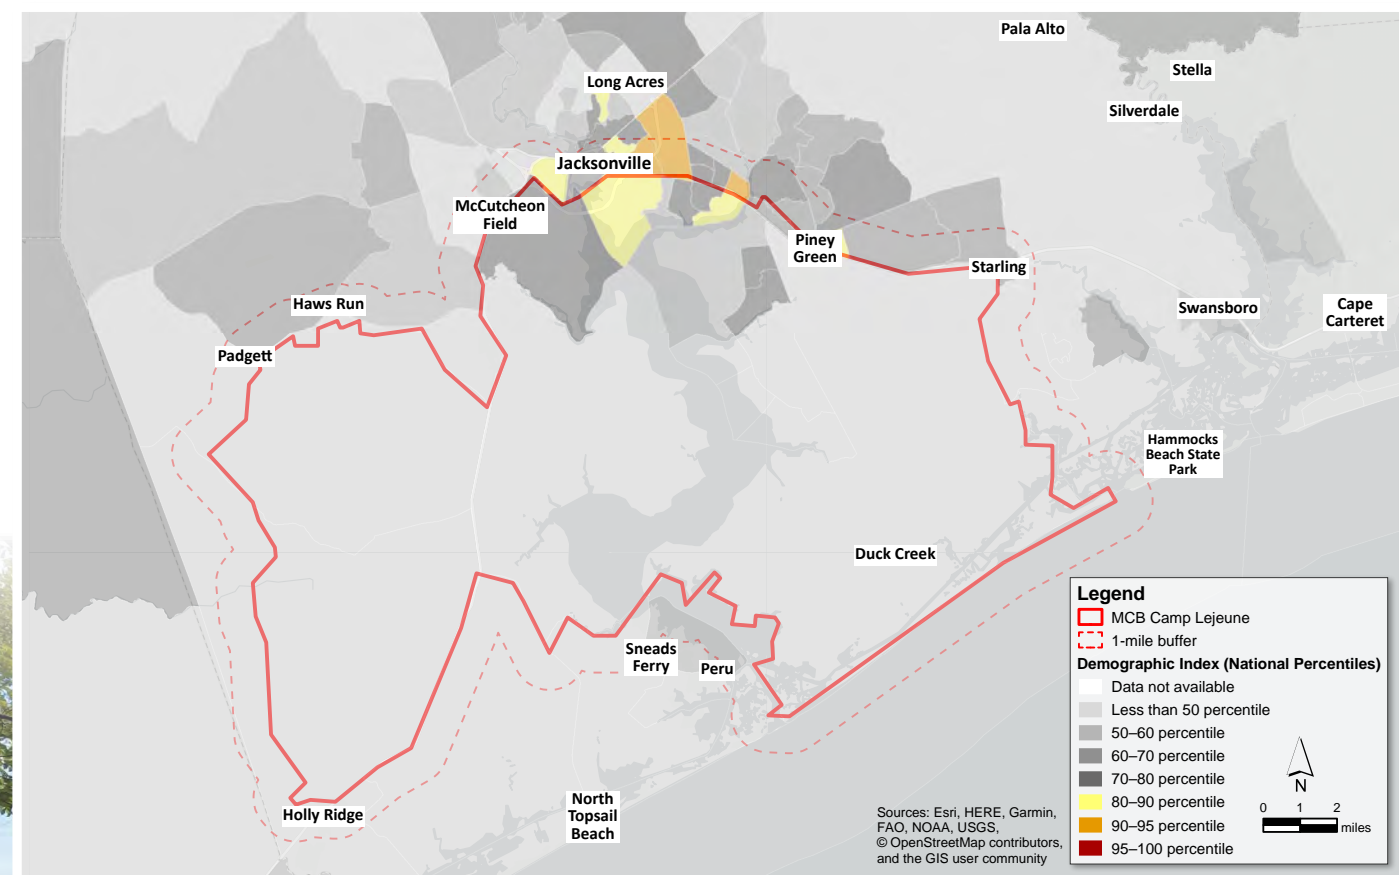 Pala Alto
Stella
Long Acres
Silverdale
Jacksonville
McCutcheon
Field
Piney
Green
Starling
Haws Run
Swansboro
Cape
Carteret
Padgett
Hammocks
Beach State
Park
Duck Creek
Sneads
Ferry
Peru
North
Topsail
Beach
Holly Ridge
Sources: Esri, HERE, Garmin,
FAO, NOAA, USGS,
© OpenStreetMap contributors,
and the GIS user community
Legend
MCB Camp Lejeune
1-mile buffer
Demographic Index (National Percentiles)
Data not available
Less than 50 percentile
50–60 percentile
60–70 percentile
70–80 percentile
80–90 percentile
90–95 percentile
95–100 percentile
N
0 1 2
miles